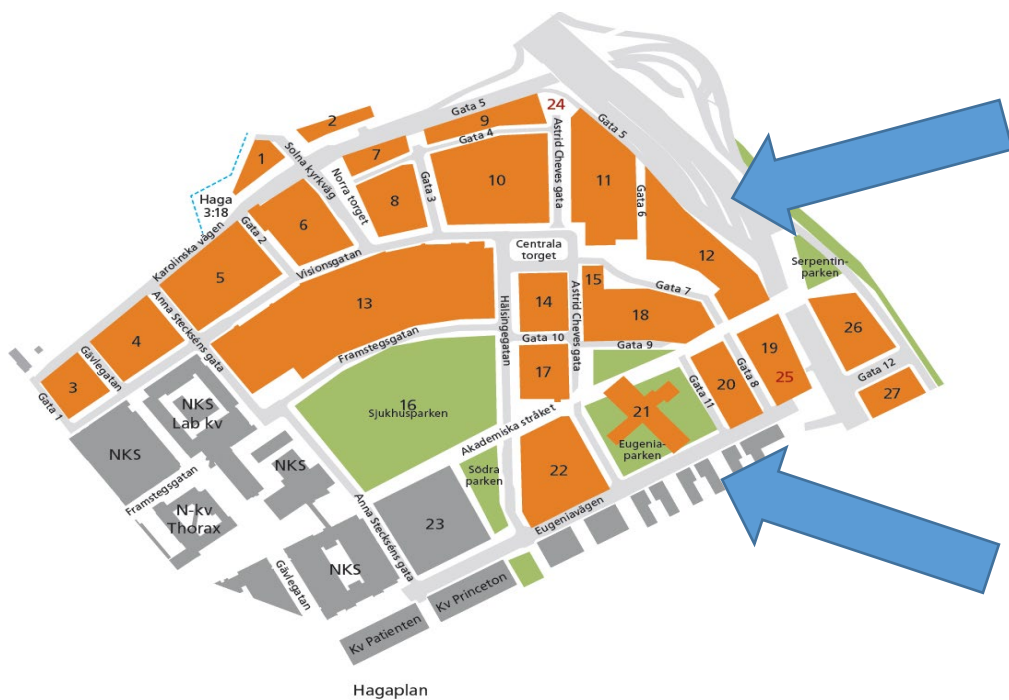 Gata 5
24
2
9
Gata 4
Astrid Cheves gata
Gata 5
1
Solna kyrkväg
7
Norra torget
8
Gata 3
10
11
Gata 6
Haga
3:18
Karolinska vägen
Gata 2
6
Visionsgatan
Centrala
torget
12
Serpentin-
parken
5
13
15
Gata 7
Anna Steckséns gata
14
Astrid Cheves gata
Hälsingegatan
18
26
4
Framstegsgatan
Gata 10
Gata 9
19
Gävlegatan
3
Gata 1
17
20
Gata 8
25
Gata 12
27
Gata 11
NKS
Lab kv
16
Sjukhusparken
Akademiska stråket
21
Eugenia-
parken
NKS
NKS
Södra
parken
22
Framstegsgatan
N-kv
Thorax
Anna Steckséns gata
23
Eugeniavägen
NKS
Gävlegatan
Kv Princeton
Kv Patienten
Hagaplan